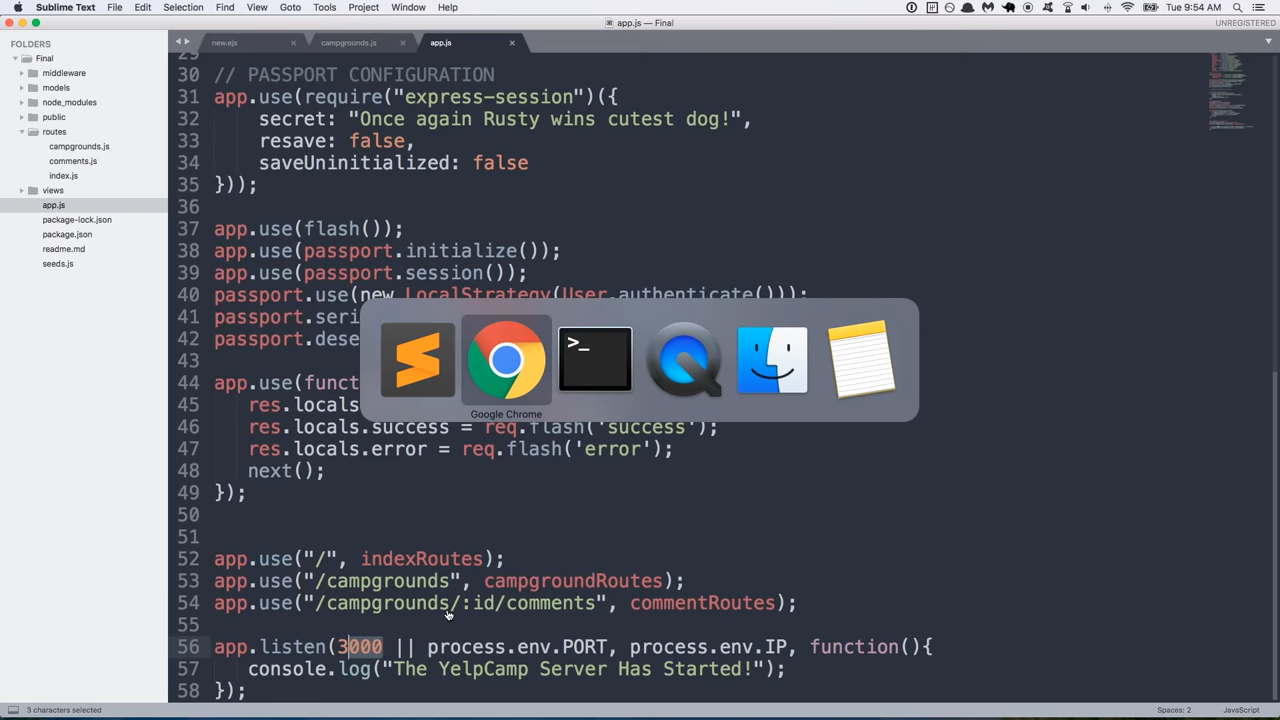 Sublime Text File Edit Selection Find View Goto Tools Project Window Help Tue 9:54 AM
app.js — Final UNREGISTERED
FOLDERS
Final
middleware
models
node_modules
public
routes
campgrounds.js
comments.js
index.js
views
app.js
package-lock.json
package.json
readme.md
seeds.js
new.ejs campgrounds.js app.js
29
30 // PASSPORT CONFIGURATION
31 app.use(require("express-session")({
32 secret: "Once again Rusty wins cutest dog!",
33 resave: false,
34 saveUninitialized: false
35 }));
36
37 app.use(flash());
38 app.use(passport.initialize());
39 app.use(passport.session());
40 passport.use(new LocalStrategy(User.authenticate()));
41 passport.seri
42 passport.dese
43
44 app.use(funct
45 res.locals
46 res.locals.success = req.flash('success');
47 res.locals.error = req.flash('error');
48 next();
49 });
50
51
52 app.use("/", indexRoutes);
53 app.use("/campgrounds", campgroundRoutes);
54 app.use("/campgrounds/:id/comments", commentRoutes);
55
56 app.listen(3000 || process.env.PORT, process.env.IP, function(){
57 console.log("The YelpCamp Server Has Started!");
58 });
>_
Google Chrome
3 characters selected Spaces: 2 JavaScript